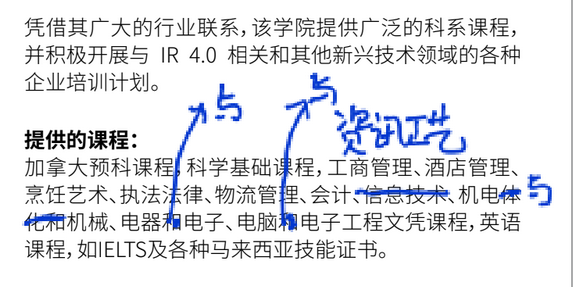 凭借其广大的行业联系，该学院提供广泛的科系课程，
并积极开展与 IR 4.0 相关和其他新兴技术领域的各种
企业培训计划。
与
与
资讯工艺
提供的课程：
加拿大预科课程，科学基础课程，工商管理、酒店管理、
烹饪艺术、执法法律、物流管理、会计、信息技术、机电体
与
化和机械、电器和电子、电脑和电子工程文凭课程，英语
课程，如IELTS及各种马来西亚技能证书。